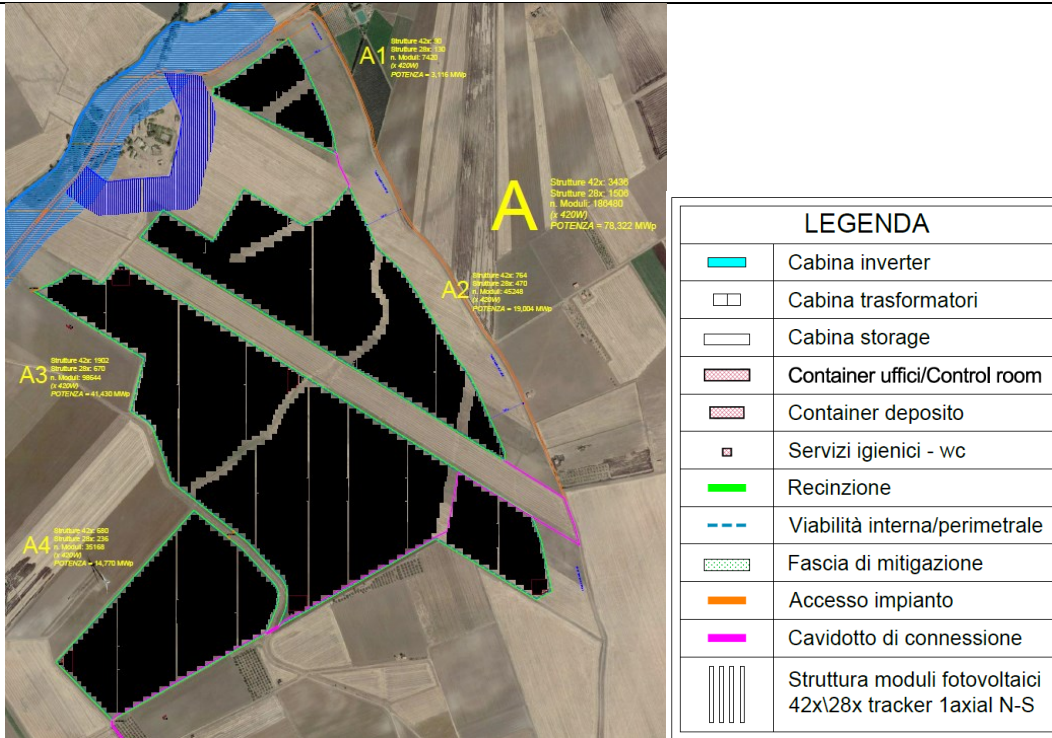 A1
Strutture 42x: 90
Strutture 28x: 130
n. Moduli: 7420
(x 420W)
POTENZA = 3,116 MWp
A
Strutture 42x: 3436
Strutture 28x: 1506
n. Moduli: 186480
(x 420W)
POTENZA = 78,322 MWp
A2
Strutture 42x: 764
Strutture 28x: 470
n. Moduli: 45248
(x 420W)
POTENZA = 19,004 MWp
A3
Strutture 42x: 1902
Strutture 28x: 670
n. Moduli: 98644
(x 420W)
POTENZA = 41,430 MWp
A4
Strutture 42x: 680
Strutture 28x: 236
n. Moduli: 35168
(x 420W)
POTENZA = 14,770 MWp
LEGENDA
Cabina inverter
Cabina trasformatori
Cabina storage
Container uffici/Control room
Container deposito
Servizi igienici - wc
Recinzione
Viabilità interna/perimetrale
Fascia di mitigazione
Accesso impianto
Cavidotto di connessione
Struttura moduli fotovoltaici
42x\28x tracker 1axial N-S